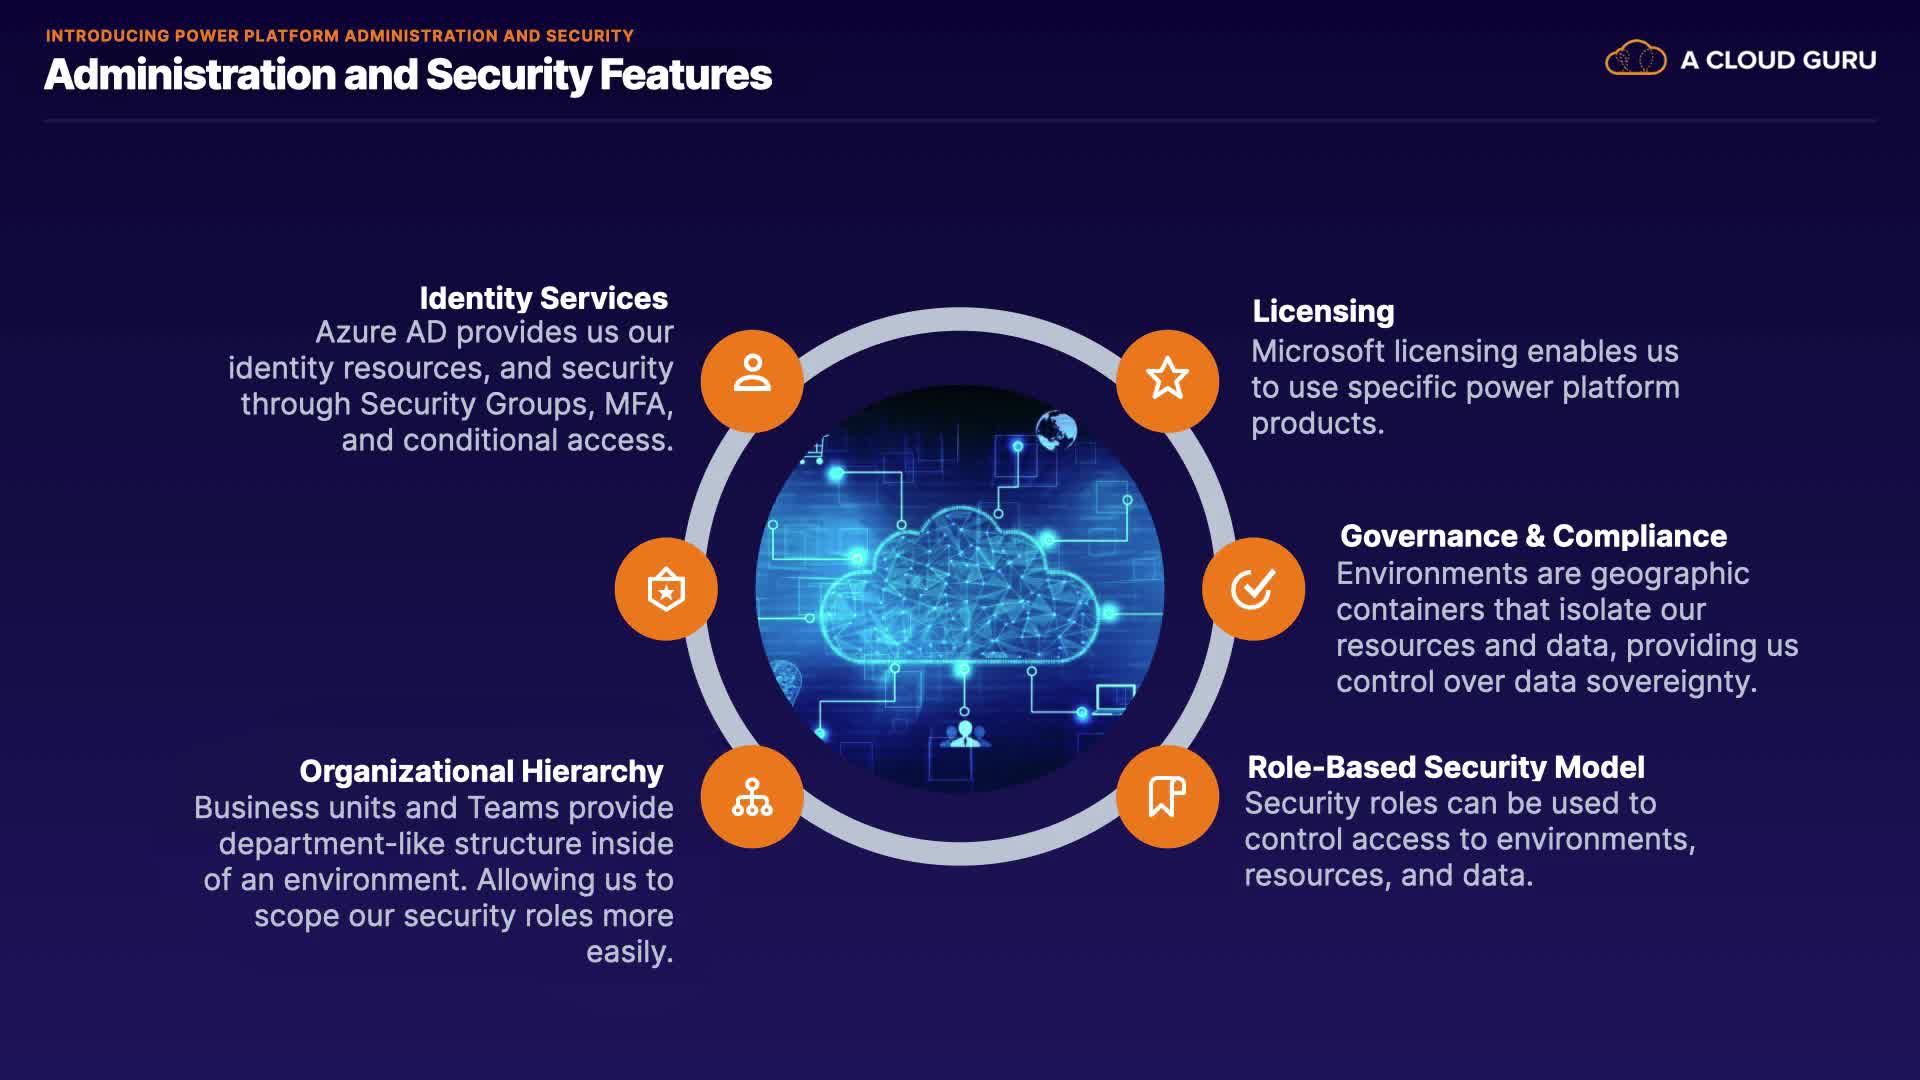 INTRODUCING POWER PLATFORM ADMINISTRATION AND SECURITY
Administration and Security Features
A CLOUD GURU
Identity Services
Azure AD provides us our
identity resources, and security
through Security Groups, MFA,
and conditional access.
Licensing
Microsoft licensing enables us
to use specific power platform
products.
Governance & Compliance
Environments are geographic
containers that isolate our
resources and data, providing us
control over data sovereignty.
Organizational Hierarchy
Business units and Teams provide
department-like structure inside
of an environment. Allowing us to
scope our security roles more
easily.
Role-Based Security Model
Security roles can be used to
control access to environments,
resources, and data.